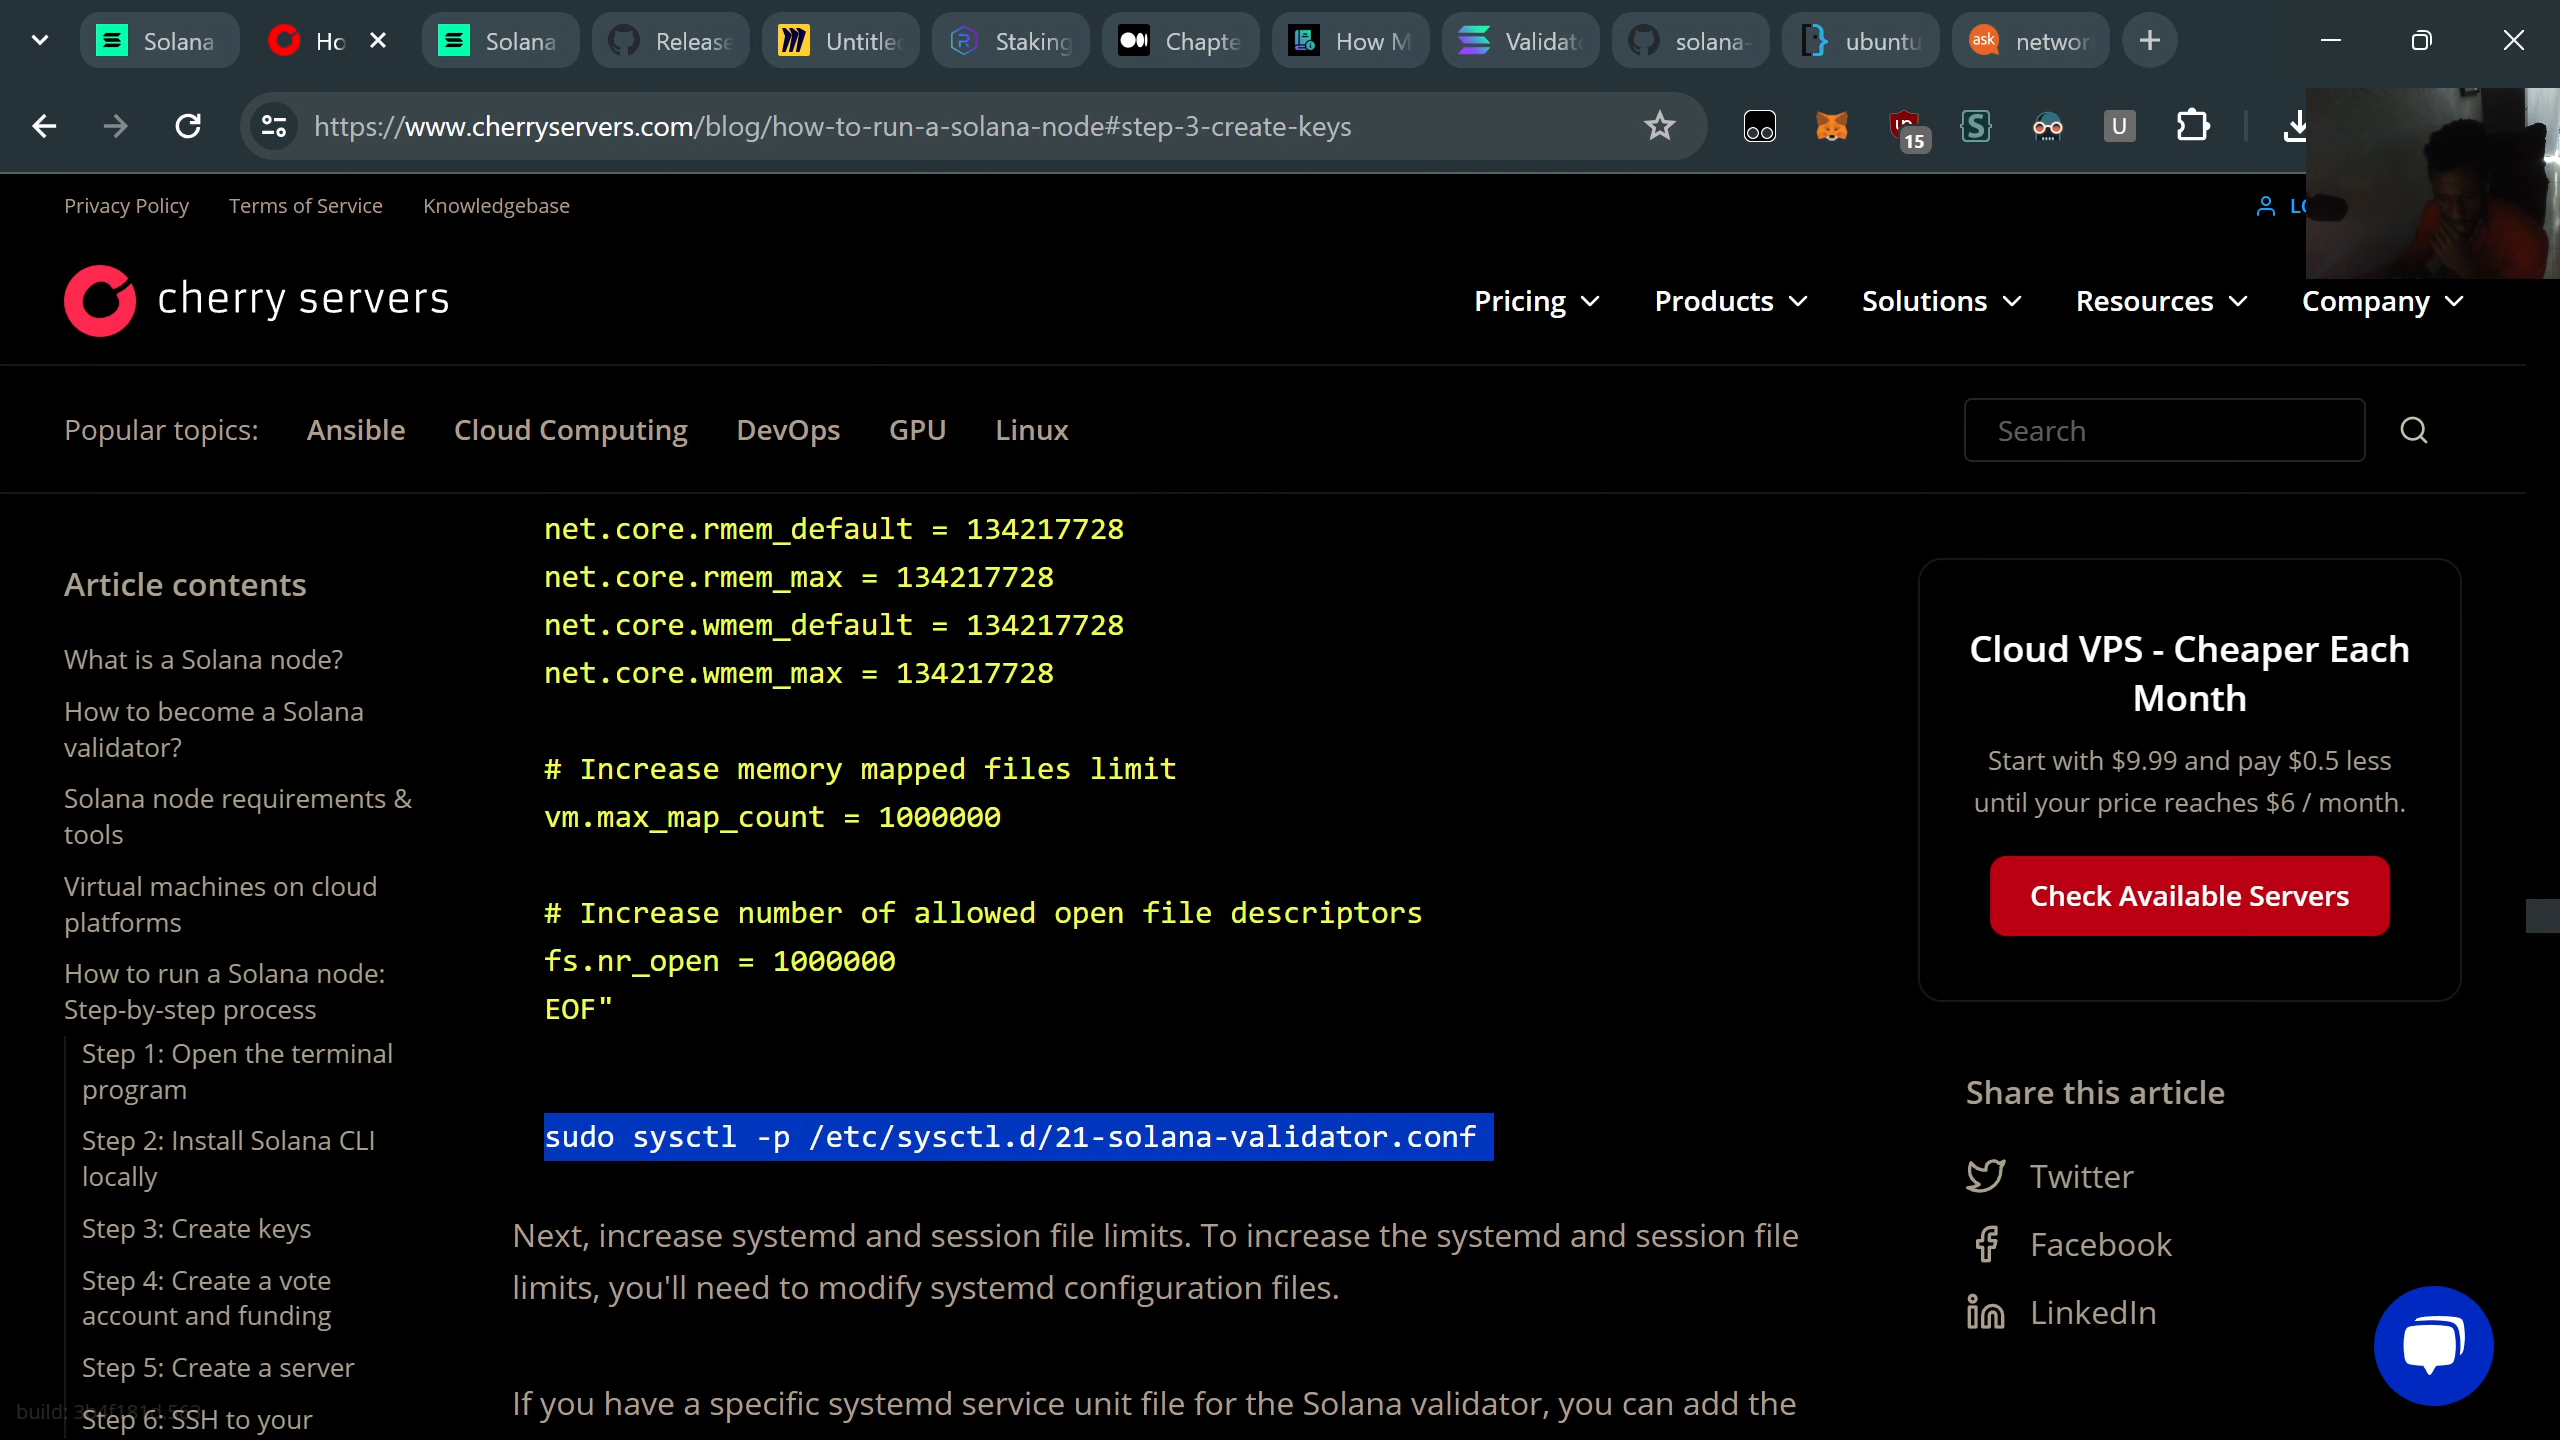 Solana
Ho
Solana
Release
Untitle
Staking
Chapte
How M
Validat
solana-
ubuntu
ask
networ
https://www.cherryservers.com/blog/how-to-run-a-solana-node#step-3-create-keys
15
U
Privacy Policy
Terms of Service
Knowledgebase
cherry servers
Pricing
Products
Solutions
Resources
Company
Popular topics:
Ansible
Cloud Computing
DevOps
GPU
Linux
Search
Article contents
What is a Solana node?
How to become a Solana
validator?
Solana node requirements &
tools
Virtual machines on cloud
platforms
How to run a Solana node:
Step-by-step process
Step 1: Open the terminal
program
Step 2: Install Solana CLI
locally
Step 3: Create keys
Step 4: Create a vote
account and funding
Step 5: Create a server
Step 6: SSH to your
net.core.rmem_default = 134217728
net.core.rmem_max = 134217728
net.core.wmem_default = 134217728
net.core.wmem_max = 134217728
# Increase memory mapped files limit
vm.max_map_count = 1000000
# Increase number of allowed open file descriptors
fs.nr_open = 1000000
EOF"
sudo sysctl -p /etc/sysctl.d/21-solana-validator.conf
Next, increase systemd and session file limits. To increase the systemd and session file
limits, you'll need to modify systemd configuration files.
If you have a specific systemd service unit file for the Solana validator, you can add the
Cloud VPS - Cheaper Each
Month
Start with $9.99 and pay $0.5 less
until your price reaches $6 / month.
Check Available Servers
Share this article
Twitter
Facebook
LinkedIn
build: